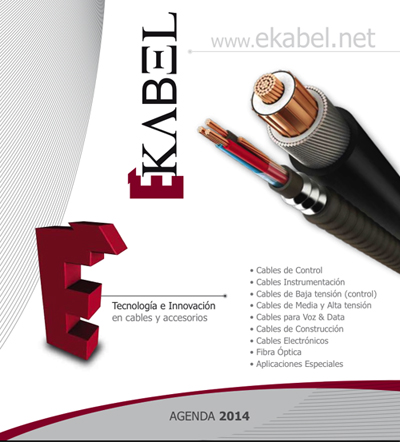 www.ekabel.net
EKABEL
Tecnología e Innovación
en cables y accesorios
• Cables de Control
• Cables Instrumentación
• Cables de Baja tensión (control)
• Cables de Media y Alta tensión
• Cables para Voz & Data
• Cables de Construcción
• Cables Electrónicos
• Fibra Óptica
• Aplicaciones Especiales
AGENDA 2014